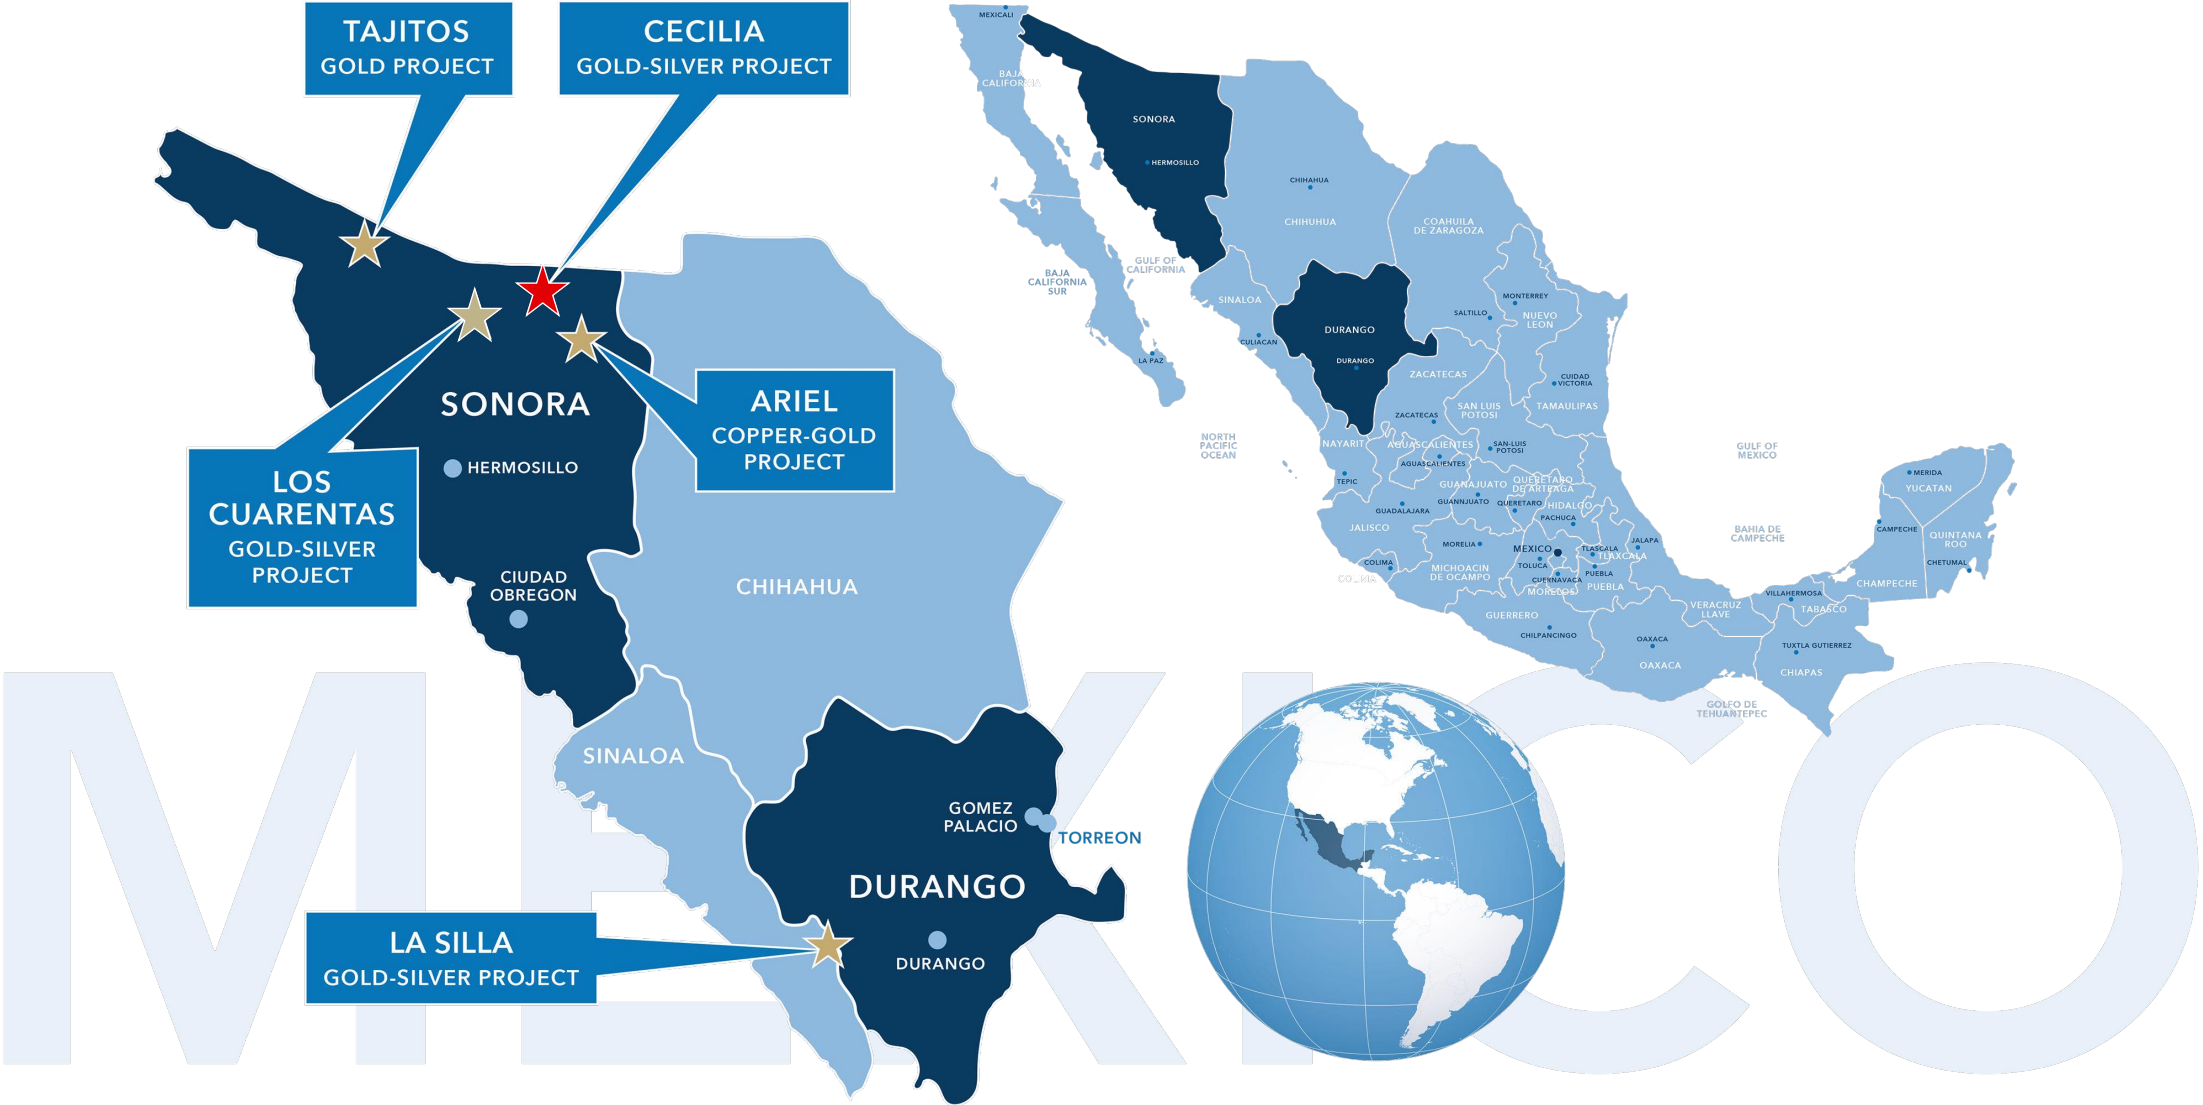 TAJITOS
GOLD PROJECT
CECILIA
GOLD-SILVER PROJECT
SONORA
ARIEL
COPPER-GOLD
PROJECT
HERMOSILLO
LOS
CUARENTAS
GOLD-SILVER
PROJECT
CIUDAD
OBREGON
CHIHAHUA
SINALOA
GOMEZ
PALACIO
TORREON
DURANGO
DURANGO
LA SILLA
GOLD-SILVER PROJECT
MEXICO
MEXICALI
BAJA
CALIFORNIA
SONORA
HERMOSILLO
CHIHAHUA
CHIHUHUA
COAHUILA
DE ZARAGOZA
GULF OF
CALIFORNIA
BAJA
CALIFORNIA
SUR
SINALOA
MONTERREY
SALTILLO
NUEVO
LEON
DURANGO
CULIACAN
LA PAZ
DURANGO
ZACATECAS
CUIDAD
VICTORIA
SAN LUIS
POTOSI
TAMAULIPAS
ZACATECAS
NORTH
PACIFIC
OCEAN
NAYARIT
AGUASCALIENTES
SAN-LUIS
POTOSI
GULF OF
MEXICO
AGUASCALIENTES
TEPIC
GUANAJUATO
QUERETARO
DE ARTEAGA
MERIDA
YUCATAN
GUANNJUATO
QUERETARO
HIDALGO
GUADALAJARA
PACHUCA
JALISCO
CAMPECHE
BAHIA DE
CAMPECHE
QUINTANA
ROO
MORELIA
MEXICO
TLASCALA
JALAPA
TLAXCALA
COLIMA
TOLUCA
CHETUMAL
MICHOACIN
DE OCAMPO
PUEBLA
CUERNAVACA
PUEBLA
MORELOS
CHAMPECHE
VILLAHERMOSA
TABASCO
VERACRUZ
LLAVE
GUERRERO
CHILPANCINGO
OAXACA
TUXTLA GUTIERREZ
OAXACA
CHIAPAS
GOLFO DE
TEHUANTEPEC